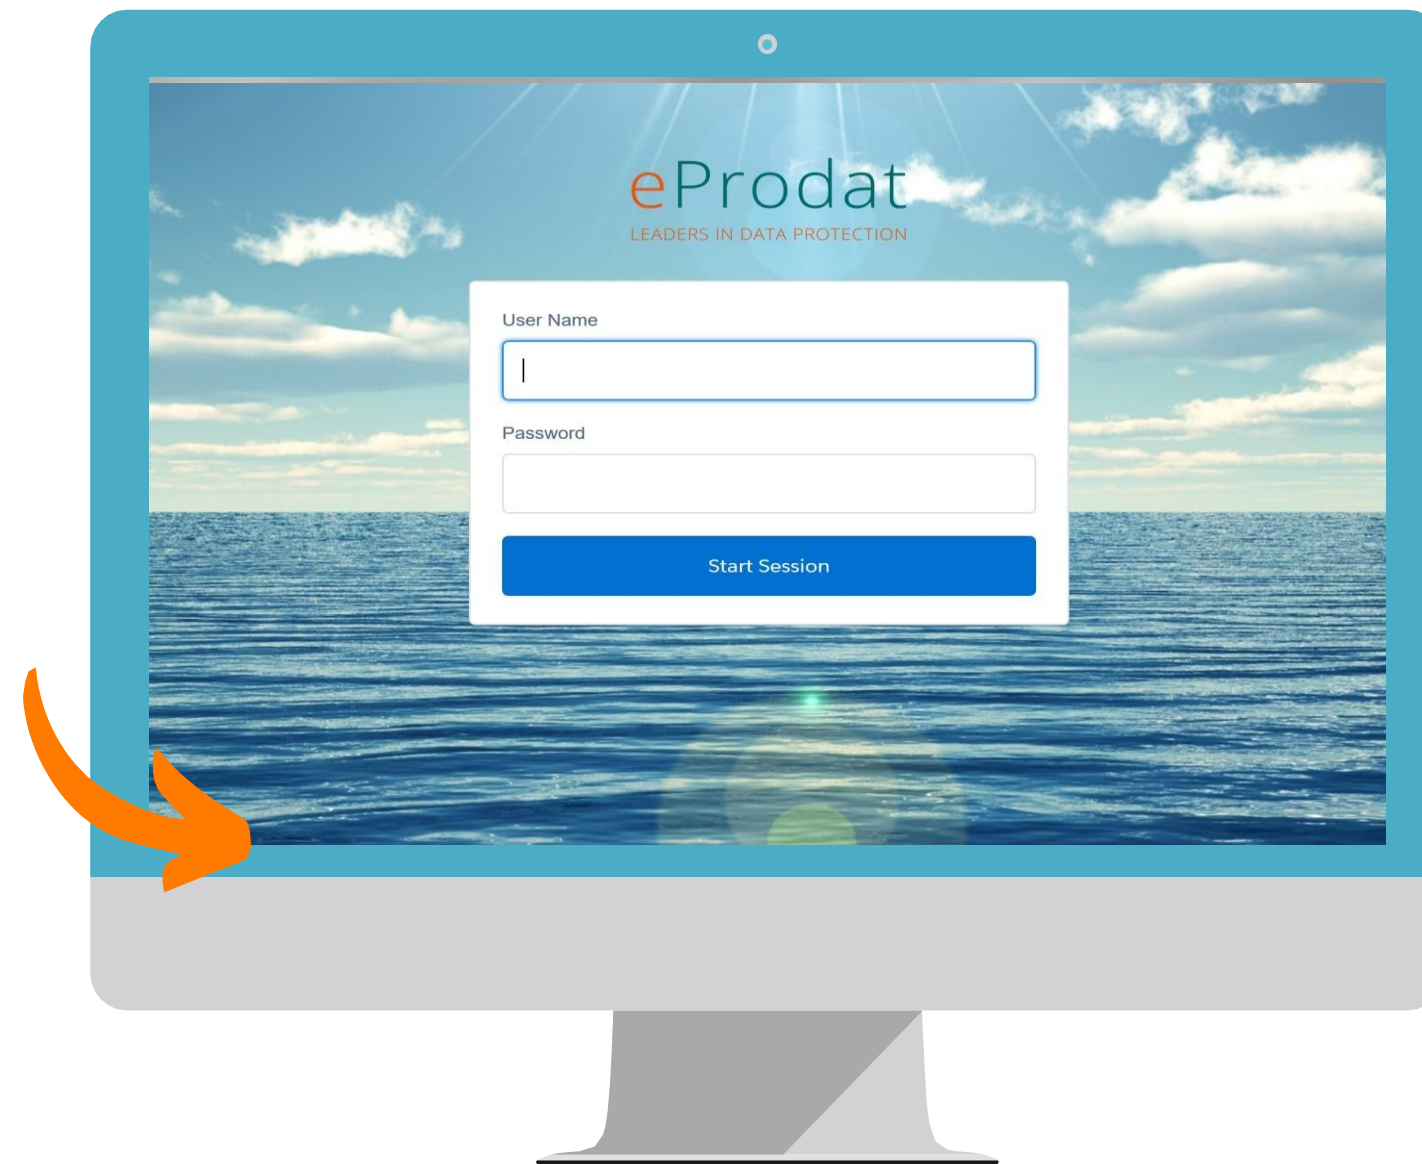 eProdat
LEADERS IN DATA PROTECTION
User Name
Password
Start Session